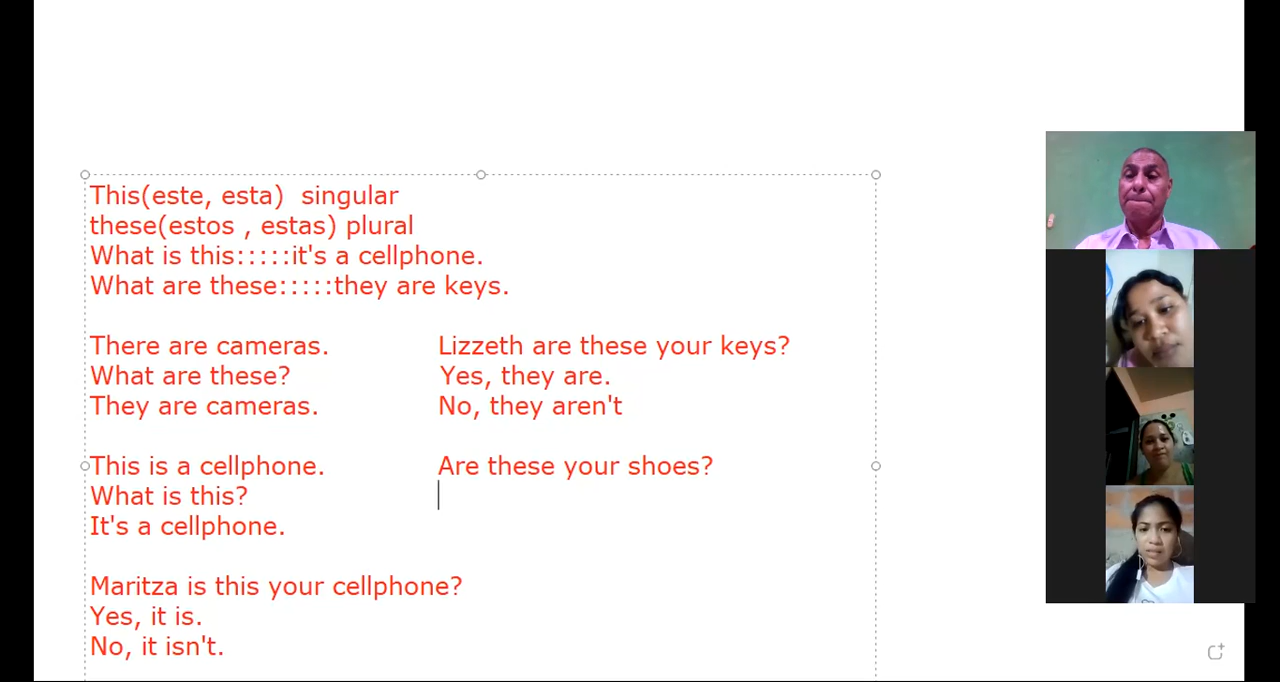 This(este, esta)  singular
these(estos , estas) plural
What is this:::::it's a cellphone.
What are these:::::they are keys.
There are cameras.
What are these?
They are cameras.
Lizzeth are these your keys?
Yes, they are.
No, they aren't
This is a cellphone.
What is this?
It's a cellphone.
Are these your shoes?
Maritza is this your cellphone?
Yes, it is.
No, it isn't.